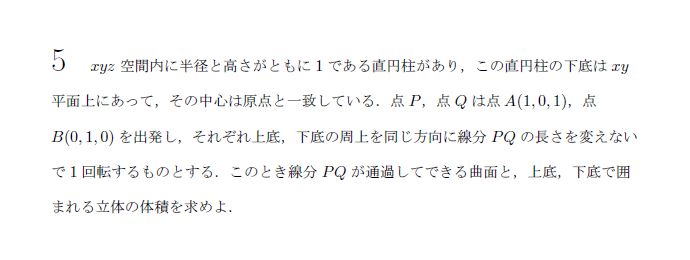 5 xyz 空間内に半径と高さがともに 1 である直円柱があり，この直円柱の下底は xy
平面上にあって，その中心は原点と一致している．点 P，点 Q は点 A(1, 0, 1)，点
B(0, 1, 0) を出発し，それぞれ上底，下底の周上を同じ方向に線分 PQ の長さを変えない
で 1 回転するものとする．このとき線分 PQ が通過してできる曲面と，上底，下底で囲
まれる立体の体積を求めよ．